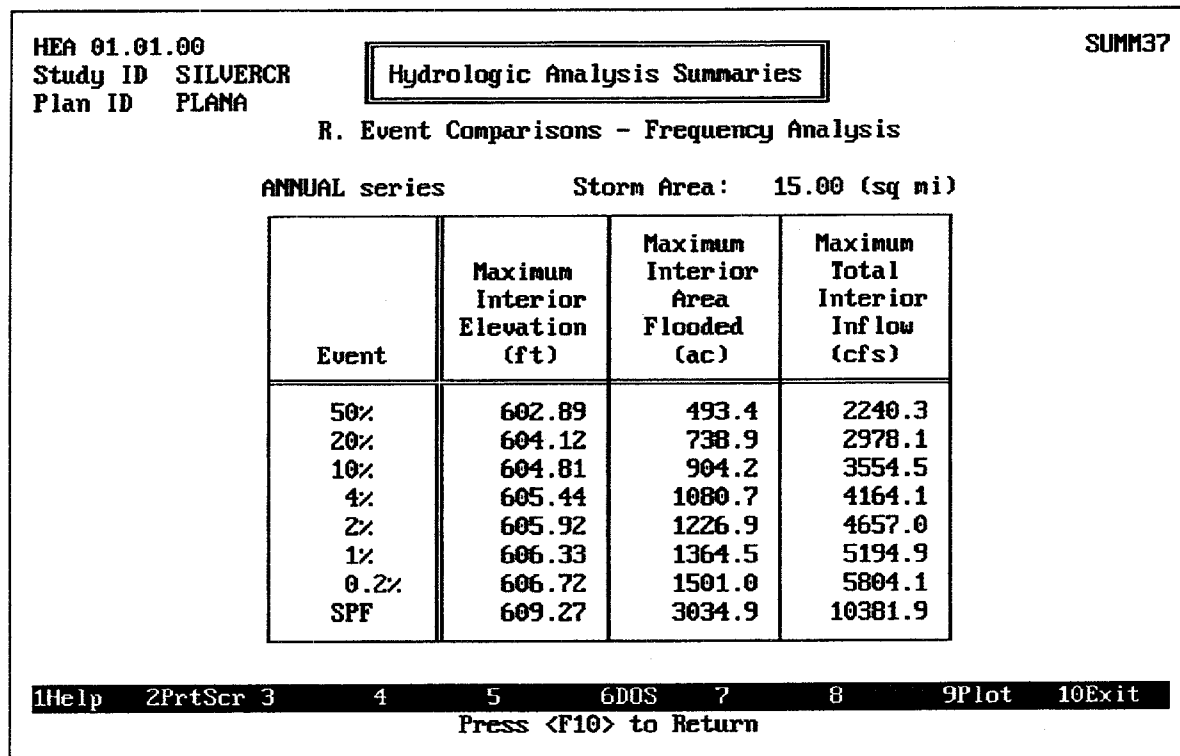 HEA 01.01.00 SUMM37
Study ID SILVERCR Hydrologic Analysis Summaries
Plan ID PLANA
R. Event Comparisons - Frequency Analysis
ANNUAL series Storm Area: 15.00 (sq mi)
Maximum Maximum
Maximum Interior Total
Interior Area Interior
Elevation Flooded Inflow
Event (ft) (ac) (cfs)
50% 602.89 493.4 2240.3
20% 604.12 738.9 2978.1
10% 604.81 904.2 3554.5
4% 605.44 1080.7 4164.1
2% 605.92 1226.9 4657.0
1% 606.33 1364.5 5194.9
0.2% 606.72 1501.0 5804.1
SPF 609.27 3034.9 10381.9
1Help 2PrtScr 3 4 5 6DOS 7 8 9Plot 10Exit
Press <F10> to Return